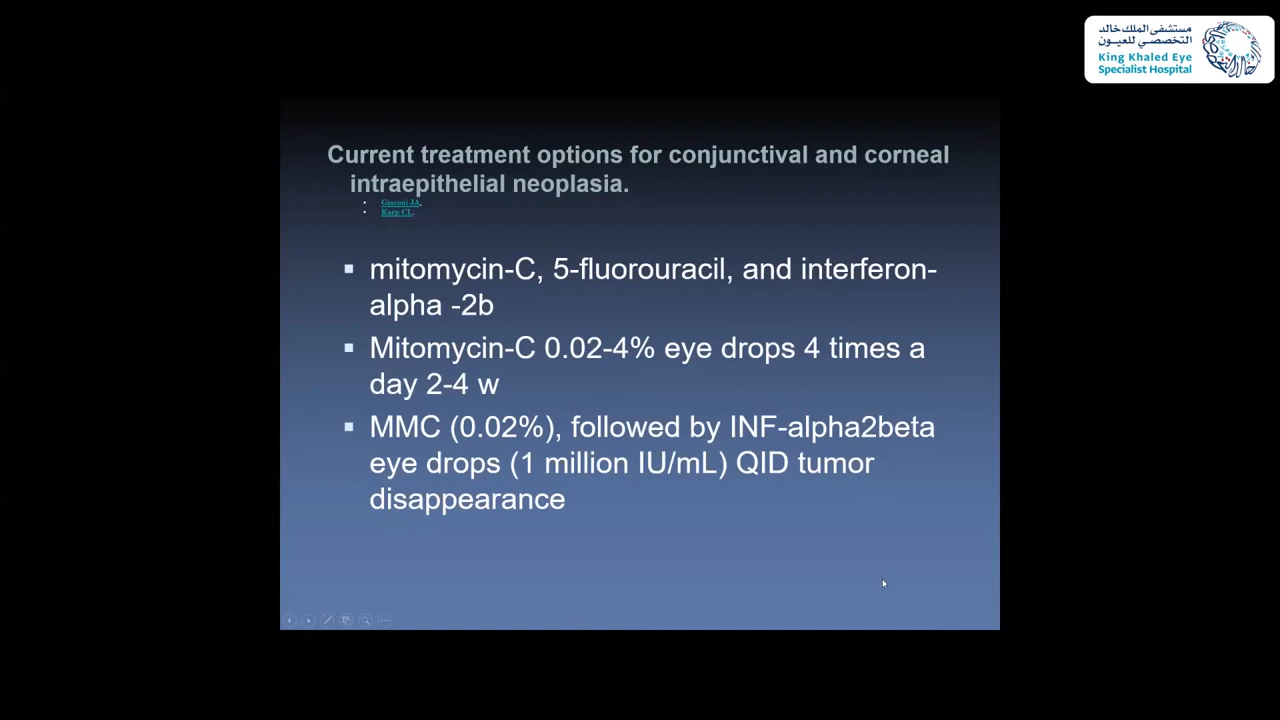 مستشفى الملك خالد
التخصصي للعيون
King Khaled Eye
Specialist Hospital
Current treatment options for conjunctival and corneal
intraepithelial neoplasia.
• Giaconi JA,
• Karp CL.
▪ mitomycin-C, 5-fluorouracil, and interferon-
alpha -2b
▪ Mitomycin-C 0.02-4% eye drops 4 times a
day 2-4 w
▪ MMC (0.02%), followed by INF-alpha2beta
eye drops (1 million IU/mL) QID tumor
disappearance